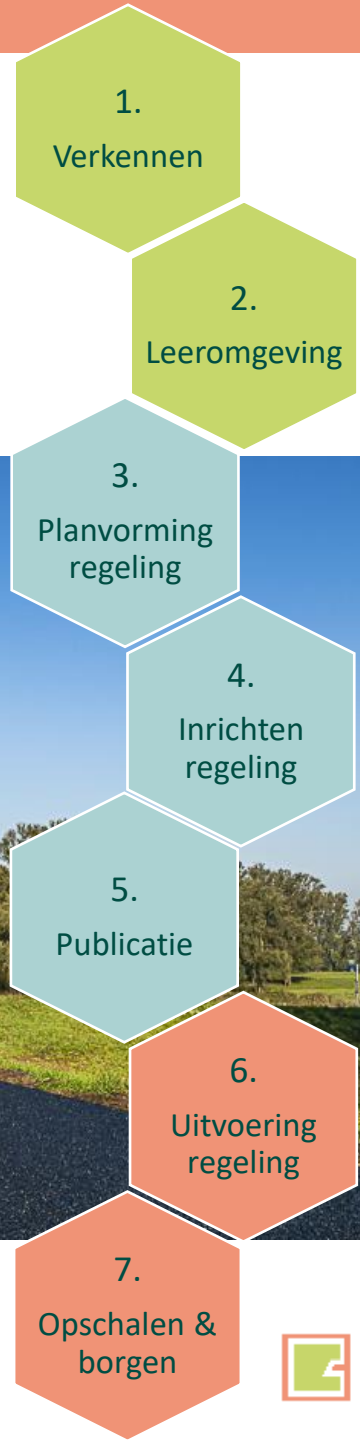 1.
Verkennen
2.
Leeromgeving
3.
Planvorming
regeling
4.
Inrichten
regeling
5.
Publicatie
6.
Uitvoering
regeling
7.
Opschalen &
borgen